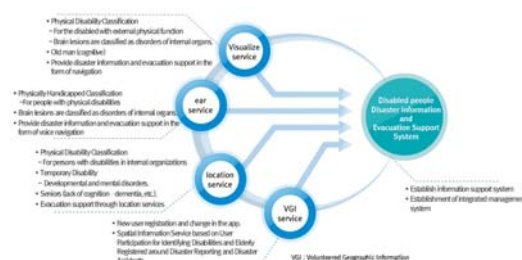 • Physical Disability Classification
– For the disabled with external physical function
– Brain lesions are classified as disorders of internal organs,
• Old man (cognitive)
• Provide disaster information and evacuation support in the
form of navigation
Visualize
service
• Physically Handicapped Classification
–For people with physical disabilities
• Brain lesions are classified as disorders of internal organs,
• Provide disaster information and evacuation support in the
form of voice navigation
ear
service
• Physical Disability Classification
– For persons with disabilities in internal organizations
• Temporary Disability
– Developmental and mental disorders.
• Seniors (lack of cognition dementia, etc.).
• Evacuation support through location services
location
service
• New user registration and change in the app.
• Spatial Information Service based on User
Participation for Identifying Disabilities and Elderly
Registered around Disaster Reporting and Disaster
VGI
service
Disabled people
Disaster Information
and
Evacuation Support
System
• Establish information support system
• Establishment of integrated management
system
VGI : Volunteered Geographic Information